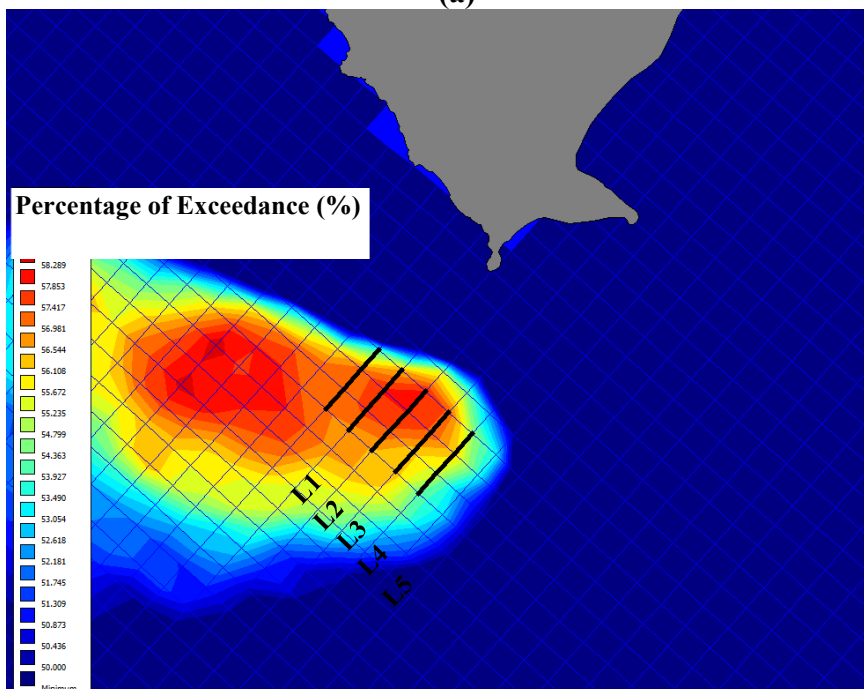 (a)
Percentage of Exceedance (%)
58.289
57.853
57.417
56.981
56.544
56.108
55.672
55.235
54.799
54.363
53.927
53.490
53.054
52.618
52.181
51.745
51.309
50.873
50.436
50.000
Minimum
L1
L2
L3
L4
L5